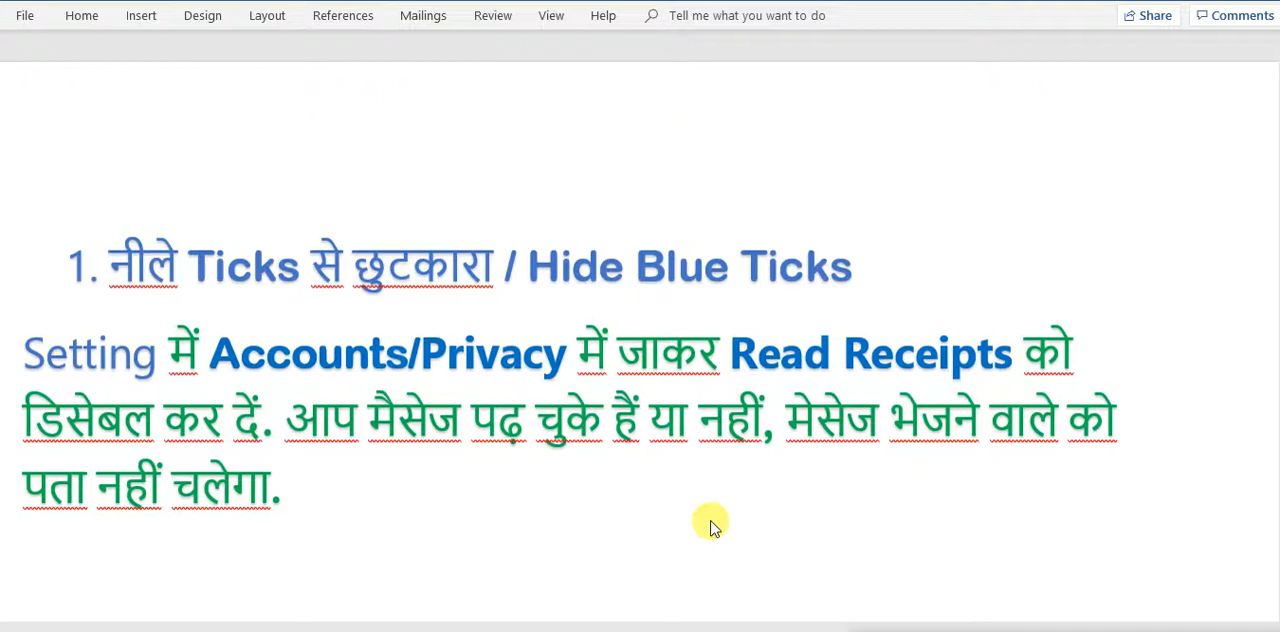 File Home Insert Design Layout References Mailings Review View Help Tell me what you want to do Share Comments
1. नीले Ticks से छुटकारा / Hide Blue Ticks
Setting में Accounts/Privacy में जाकर Read Receipts को
डिसेबल कर दें. आप मैसेज पढ़ चुके हैं या नहीं, मेसेज भेजने वाले को
पता नहीं चलेगा.